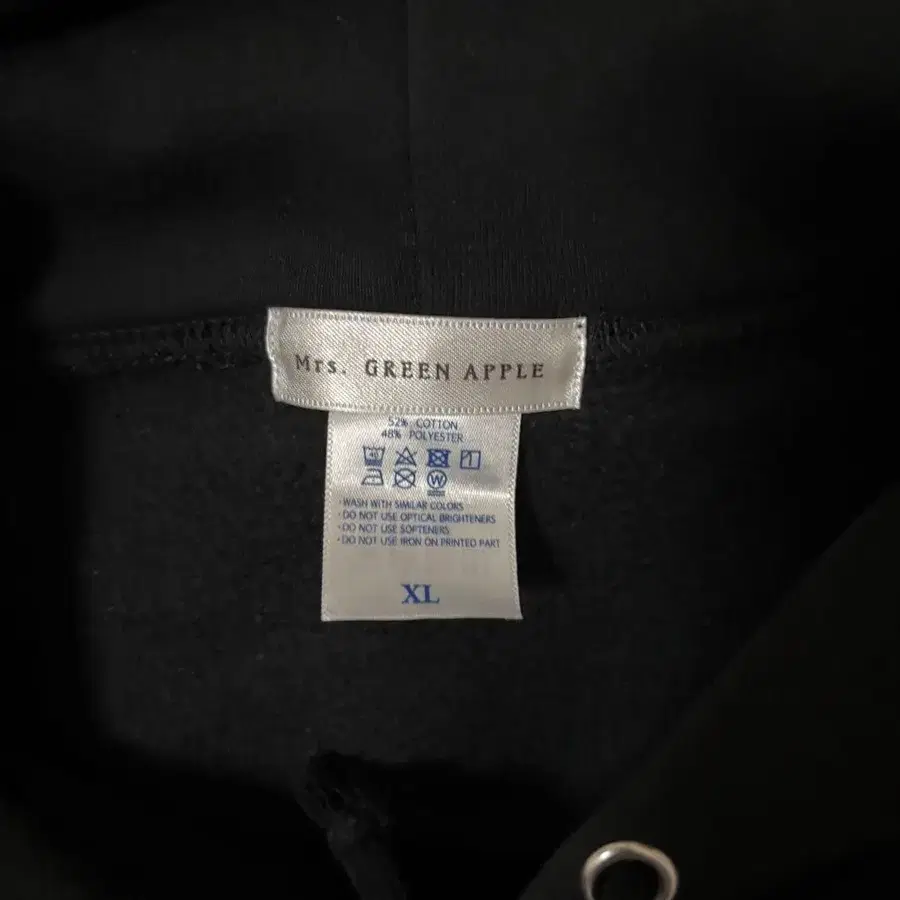 Mrs. GREEN APPLE
52% COTTON
48% POLYESTER
W
・WASH WITH SIMILAR COLORS
・DO NOT USE OPTICAL BRIGHTENERS
・DO NOT USE SOFTENERS
・DO NOT USE IRON ON PRINTED PART
XL